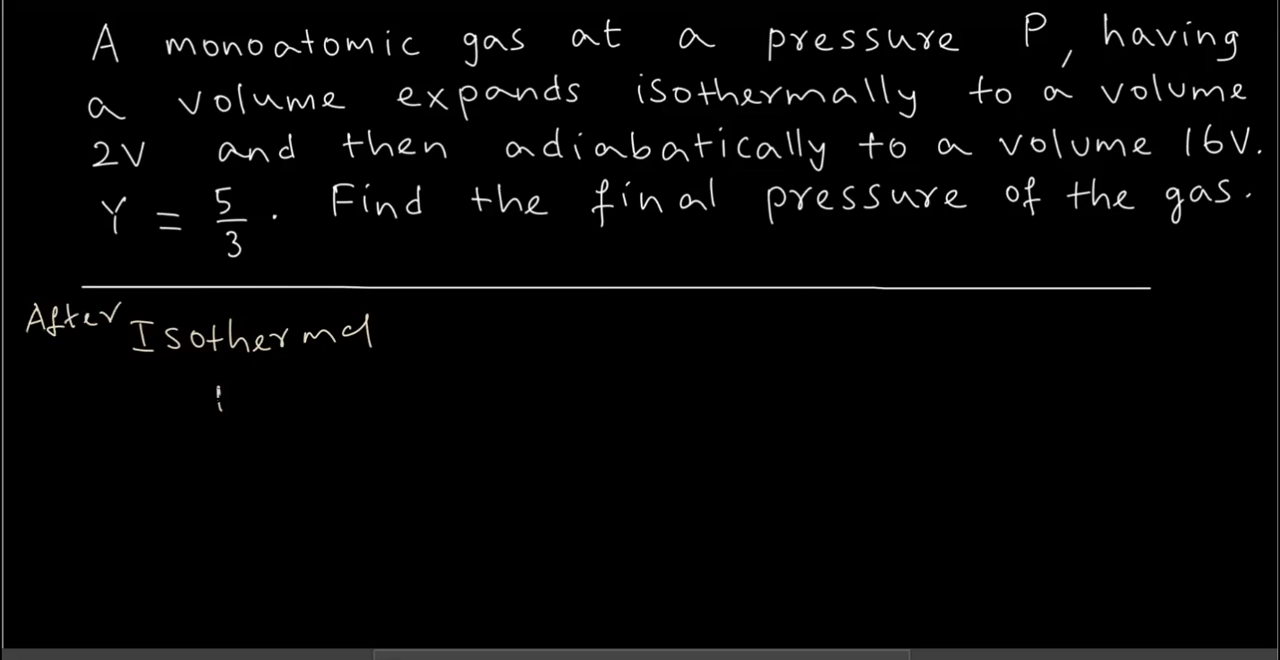 A monoatomic gas at a pressure P, having
a volume expands isothermally to a volume
2V and then adiabatically to a volume 16V.
γ = 5/3. Find the final pressure of the gas.
After Isothermal